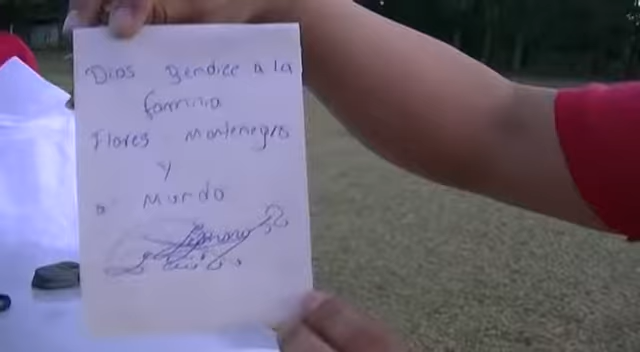 Dios Bendice a la
familia
Flores Montenegro
y
a Mundo